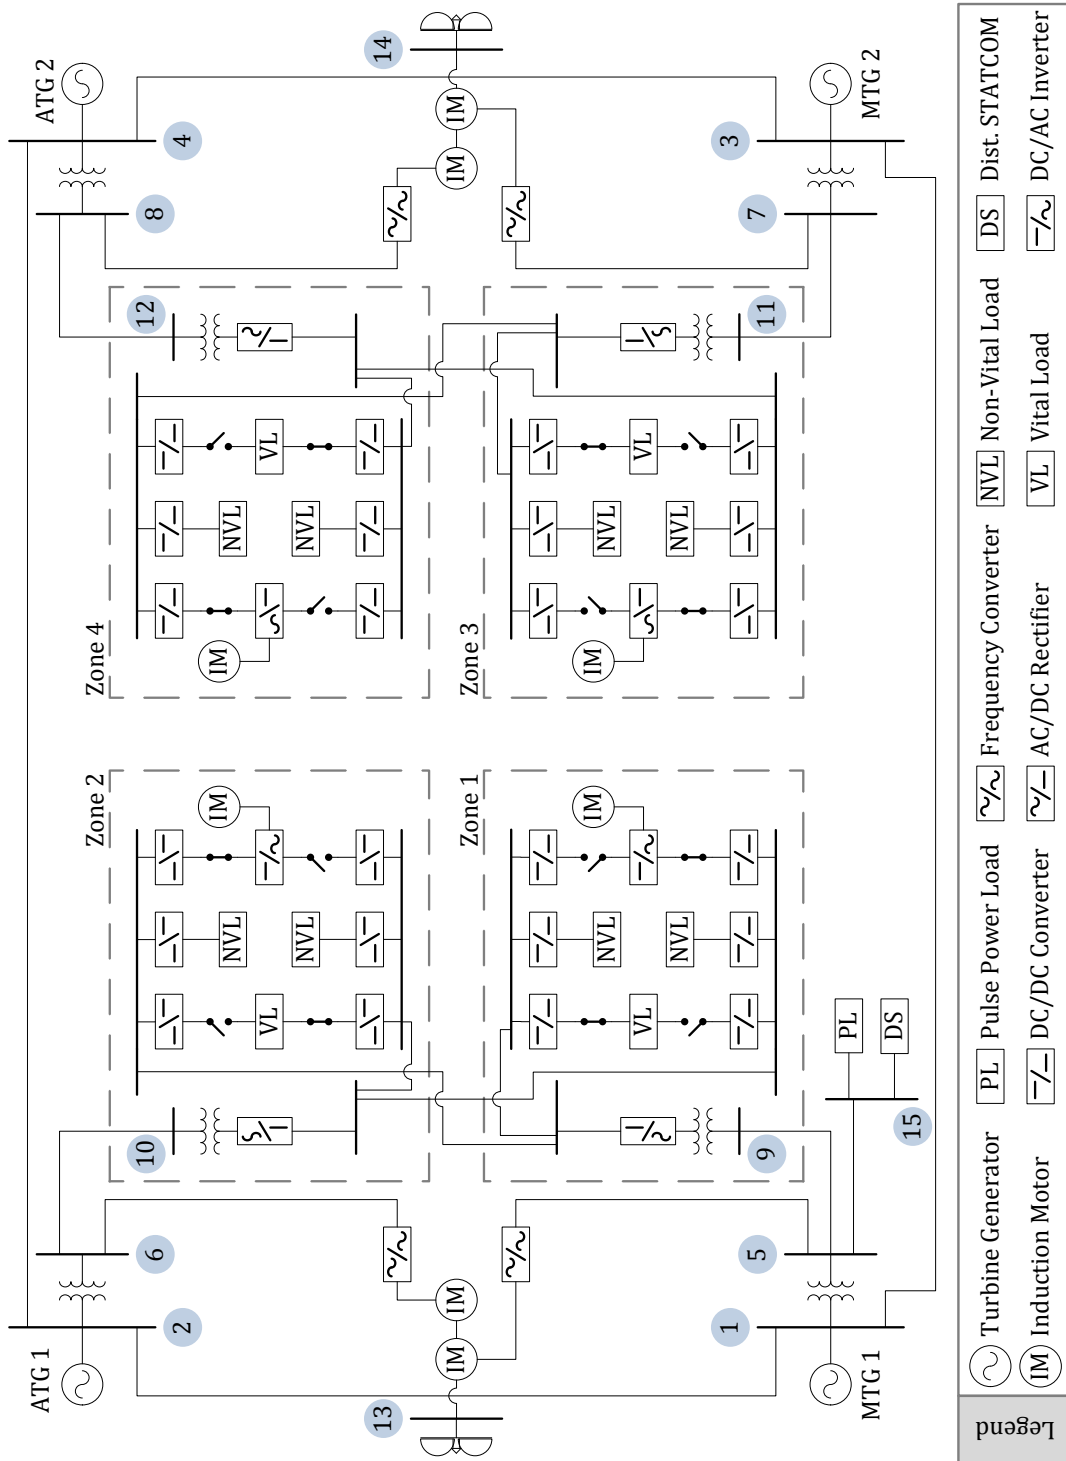 ATG 1
ATG 2
Zone 2
Zone 4
10
12
6
8
2
4
IM
IM
NVL
NVL
VL
VL
NVL
NVL
13
14
IM
IM
IM
IM
Zone 1
Zone 3
IM
IM
NVL
NVL
VL
VL
NVL
NVL
1
3
5
7
9
11
PL
MTG 1
MTG 2
DS
15
Legend
Turbine Generator
PL Pulse Power Load
Frequency Converter
NVL Non-Vital Load
DS Dist. STATCOM
IM Induction Motor
DC/DC Converter
AC/DC Rectifier
VL Vital Load
DC/AC Inverter